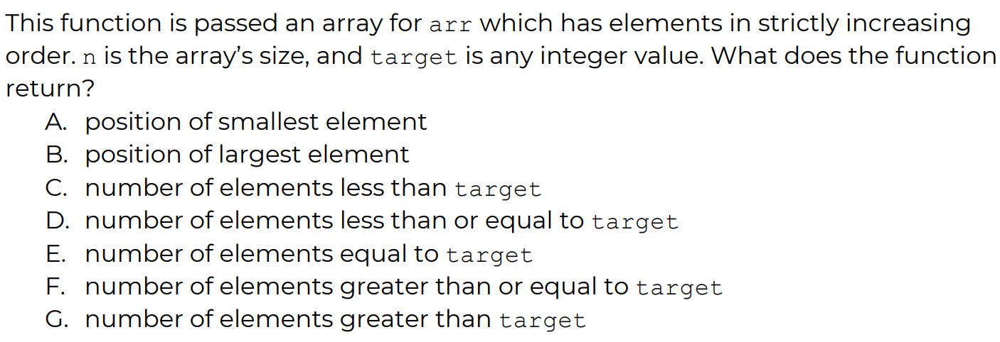 This function is passed an array for arr which has elements in strictly increasing
order. n is the array’s size, and target is any integer value. What does the function
return?
A. position of smallest element
B. position of largest element
C. number of elements less than target
D. number of elements less than or equal to target
E. number of elements equal to target
F. number of elements greater than or equal to target
G. number of elements greater than target